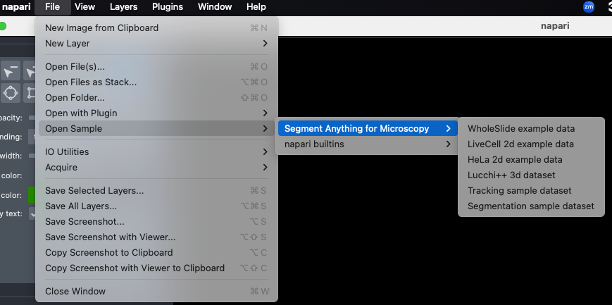 napari File View Layers Plugins Window Help zm
napari
New Image from Clipboard ⌘N
New Layer >
Open File(s)... ⌘O
Open Files as Stack... ⌥⌘O
Open Folder... ⇧⌘O
Open with Plugin >
Open Sample >
IO Utilities >
Acquire >
Save Selected Layers... ⌘S
Save All Layers... ⌥⌘S
Save Screenshot... ⌥S
Save Screenshot with Viewer... ⌥⇧S
Copy Screenshot to Clipboard ⌥C
Copy Screenshot with Viewer to Clipboard ⌥⇧C
Close Window ⌘W
Segment Anything for Microscopy >
napari builtins >
WholeSlide example data
LiveCell 2d example data
HeLa 2d example data
Lucchi++ 3d dataset
Tracking sample dataset
Segmentation sample dataset
pacity:
nding:
width:
color:
color:
y text: